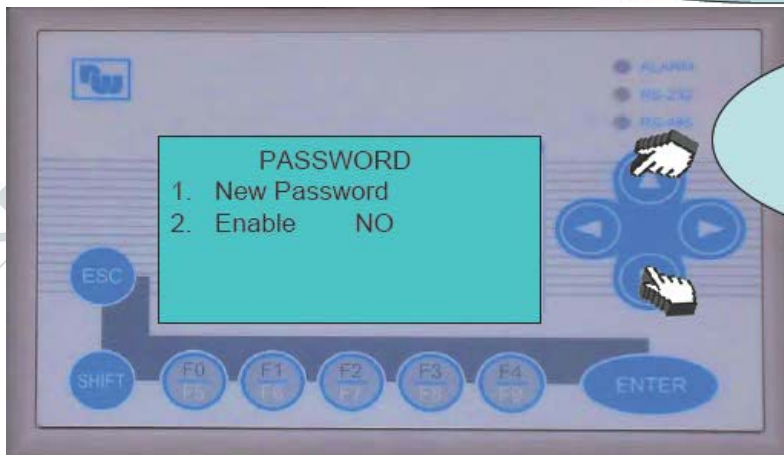 ALARM
RS-232
RS-485
PASSWORD
1. New Password
2. Enable NO
ESC
SHIFT
F0
F5
F1
F6
F2
F7
F3
F8
F4
F9
ENTER